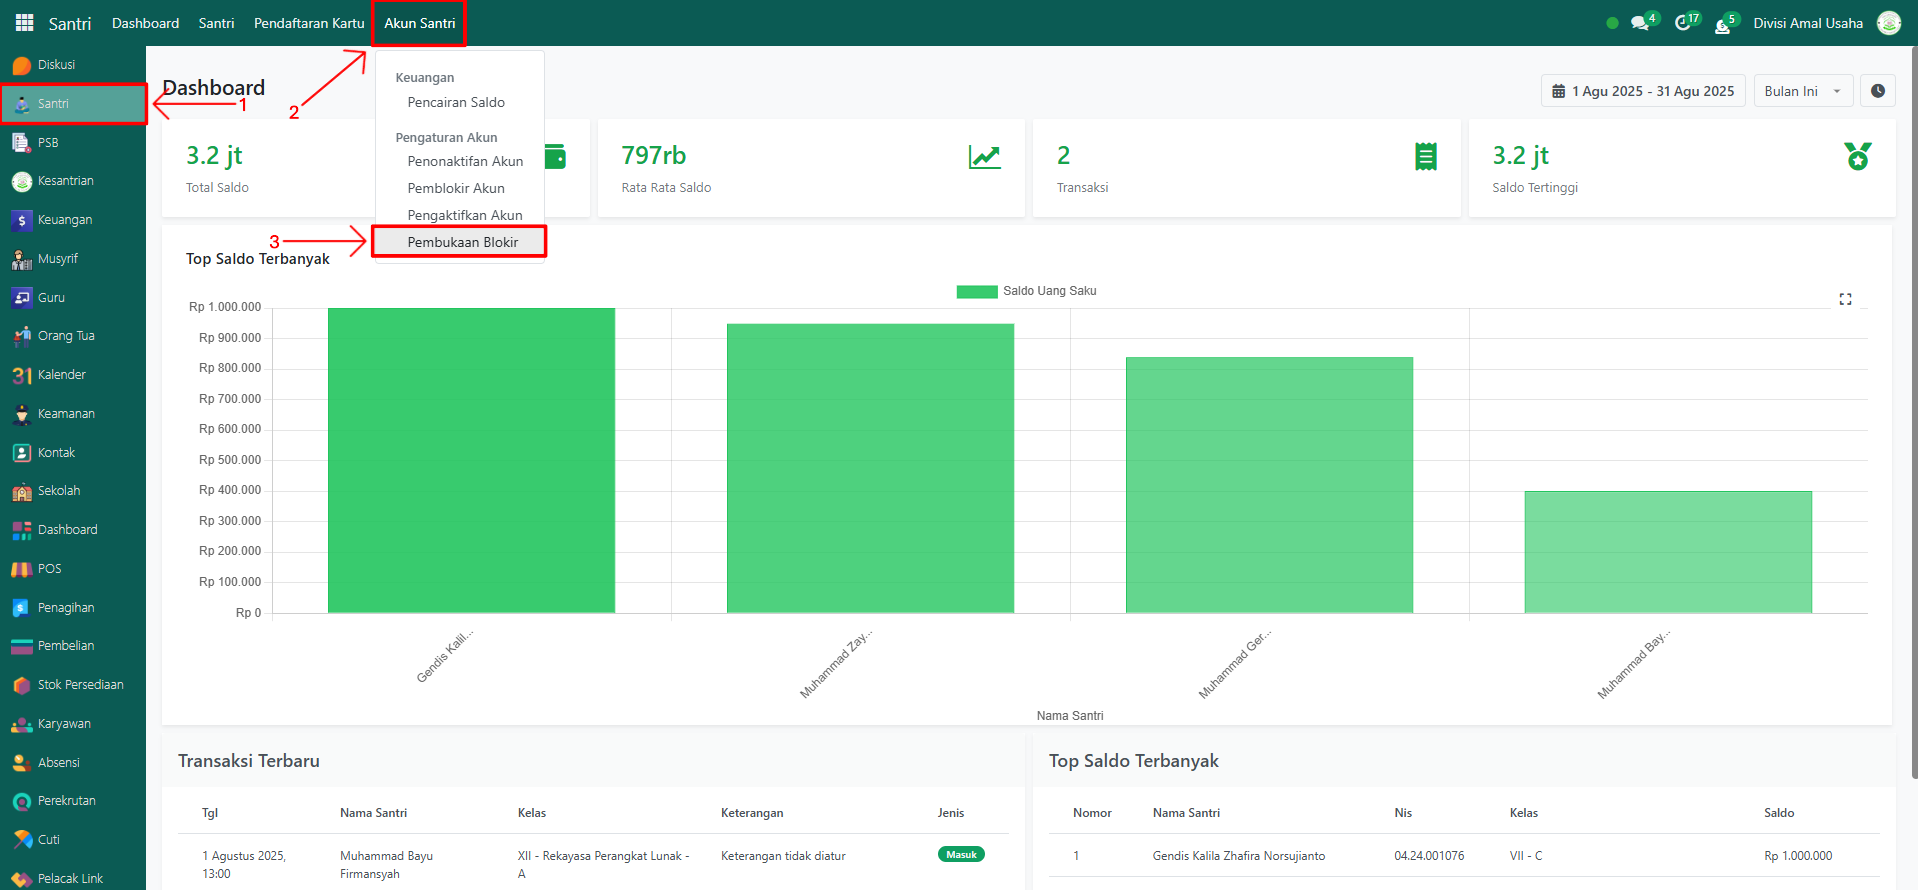 Santri
Dashboard
Santri
Pendaftaran Kartu
Akun Santri
4
17
5
Divisi Amal Usaha
Diskusi
Santri
PSB
Kesantrian
Keuangan
Musyrif
Guru
Orang Tua
Kalender
Keamanan
Kontak
Sekolah
Dashboard
POS
Penagihan
Pembelian
Stok Persediaan
Karyawan
Absensi
Perekrutan
Cuti
Pelacak Link
1
2
3
Keuangan
Pencairan Saldo
Pengaturan Akun
Penonaktifan Akun
Pemblokir Akun
Pengaktifkan Akun
Pembukaan Blokir
Dashboard
1 Agu 2025 - 31 Agu 2025
Bulan Ini
3.2 jt
Total Saldo
797rb
Rata Rata Saldo
2
Transaksi
3.2 jt
Saldo Tertinggi
Top Saldo Terbanyak
Saldo Uang Saku
Rp 1.000.000
Rp 900.000
Rp 800.000
Rp 700.000
Rp 600.000
Rp 500.000
Rp 400.000
Rp 300.000
Rp 200.000
Rp 100.000
Rp 0
Gendis Kalil...
Muhammad Zay...
Muhammad Ger...
Muhammad Bay...
Nama Santri
Transaksi Terbaru
Tgl Nama Santri Kelas Keterangan Jenis
1 Agustus 2025, Muhammad Bayu XII - Rekayasa Perangkat Lunak - Keterangan tidak diatur Masuk
13:00 Firmansyah A
Top Saldo Terbanyak
Nomor Nama Santri Nis Kelas Saldo
1 Gendis Kalila Zhafira Norsujianto 04.24.001076 VII - C Rp 1.000.000